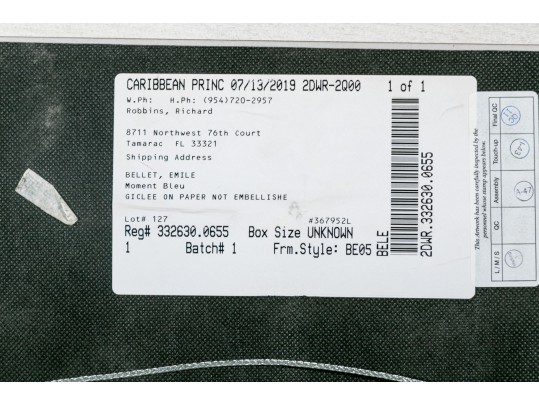 CARIBBEAN PRINC 07/13/2019 2DWR-2Q00 1 of 1
W.Ph: H.Ph: (954)720-2957
Robbins, Richard
8711 Northwest 76th Court
Tamarac FL 33321
Shipping Address
BELLET, EMILE
Moment Bleu
GICLEE ON PAPER NOT EMBELLISHE
Lot# 127 #367952L
Reg# 332630.0655 Box Size UNKNOWN
1 Batch# 1 Frm.Style: BE05
BELE
2DWR.332630.0655
This Artwork has been carefully inspected by the
personnel whose stamp appears below.
L / M / S QC Assembly Touch-up Final QC